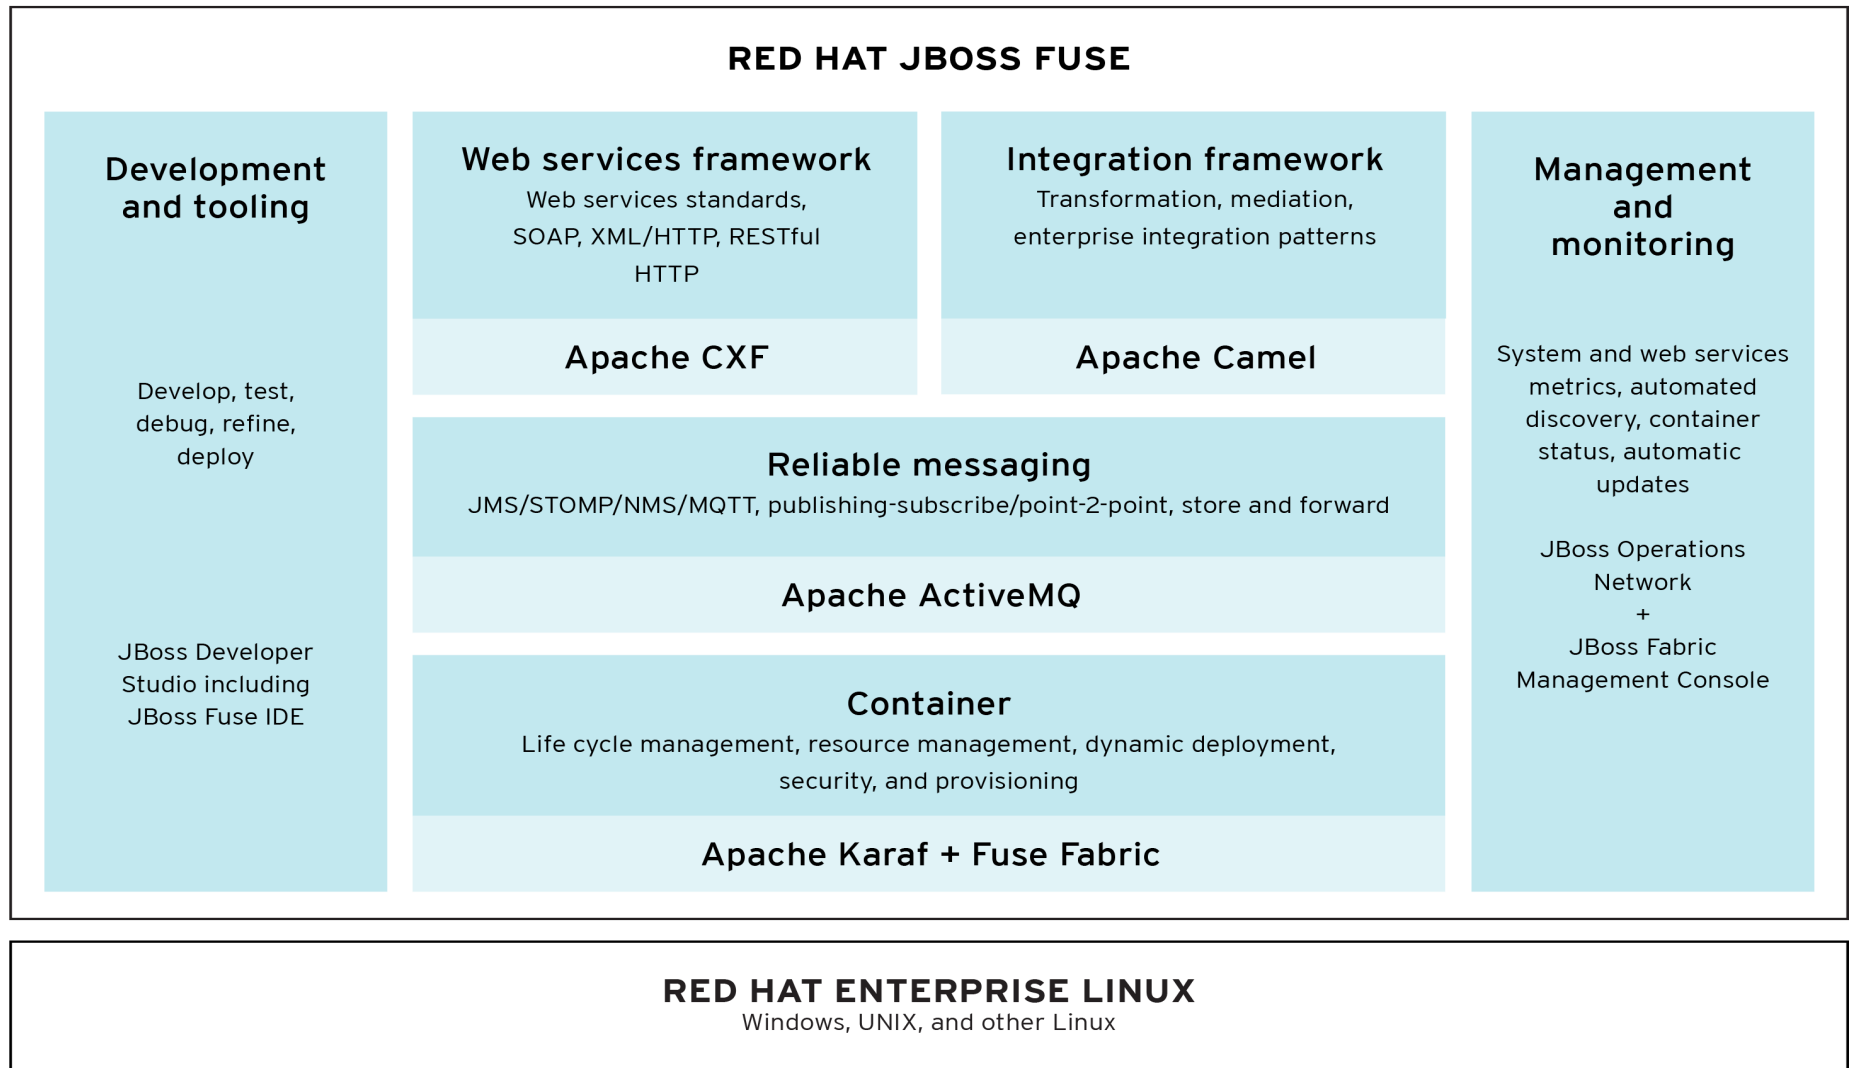 RED HAT JBOSS FUSE
Development
and tooling
Develop, test,
debug, refine,
deploy
JBoss Developer
Studio including
JBoss Fuse IDE
Web services framework
Web services standards,
SOAP, XML/HTTP, RESTful
HTTP
Apache CXF
Integration framework
Transformation, mediation,
enterprise integration patterns
Apache Camel
Reliable messaging
JMS/STOMP/NMS/MQTT, publishing-subscribe/point-2-point, store and forward
Apache ActiveMQ
Container
Life cycle management, resource management, dynamic deployment,
security, and provisioning
Apache Karaf + Fuse Fabric
Management
and
monitoring
System and web services
metrics, automated
discovery, container
status, automatic
updates
JBoss Operations
Network
+
JBoss Fabric
Management Console
RED HAT ENTERPRISE LINUX
Windows, UNIX, and other Linux